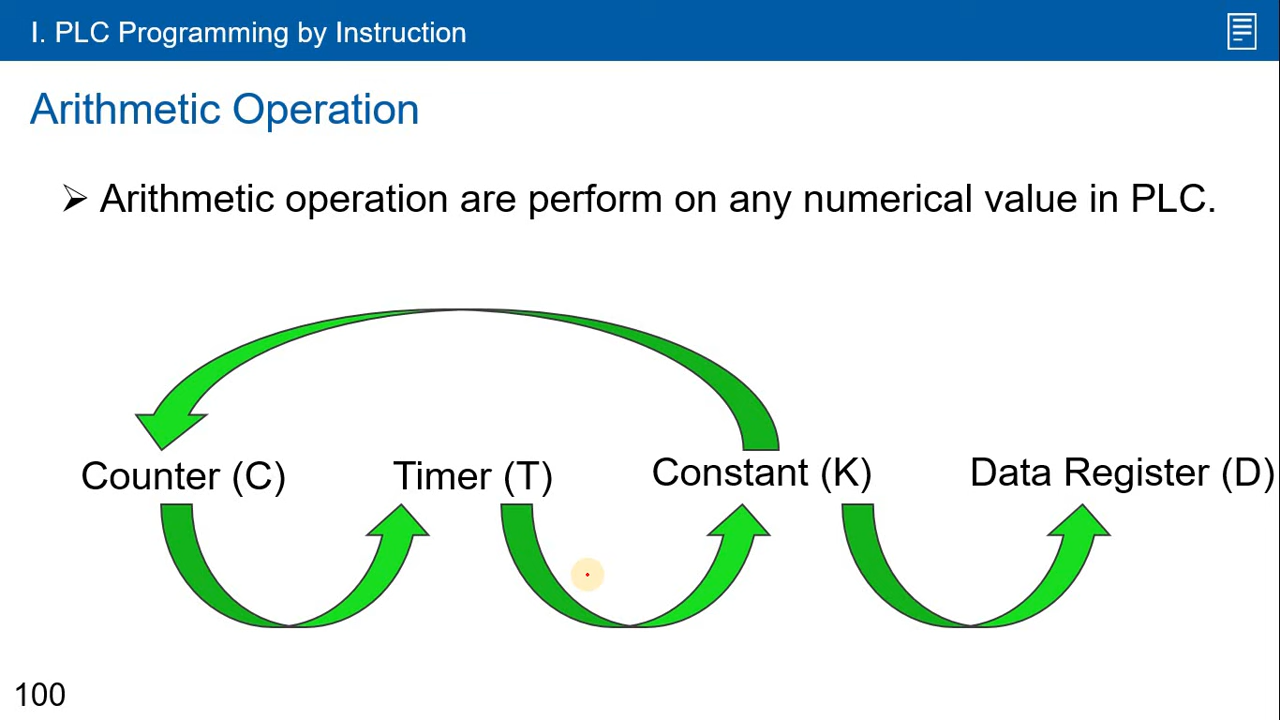 I. PLC Programming by Instruction
Arithmetic Operation
➢ Arithmetic operation are perform on any numerical value in PLC.
Counter (C) Timer (T) Constant (K) Data Register (D)
100